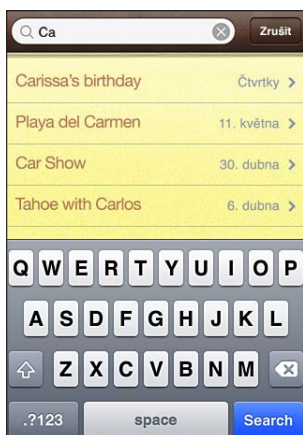 Ca Zrušit
Carissa's birthday Čtvrtky
Playa del Carmen 11. května
Car Show 30. dubna
Tahoe with Carlos 6. dubna
Q W E R T Y U I O P
A S D F G H J K L
Z X C V B N M
.?123 space Search